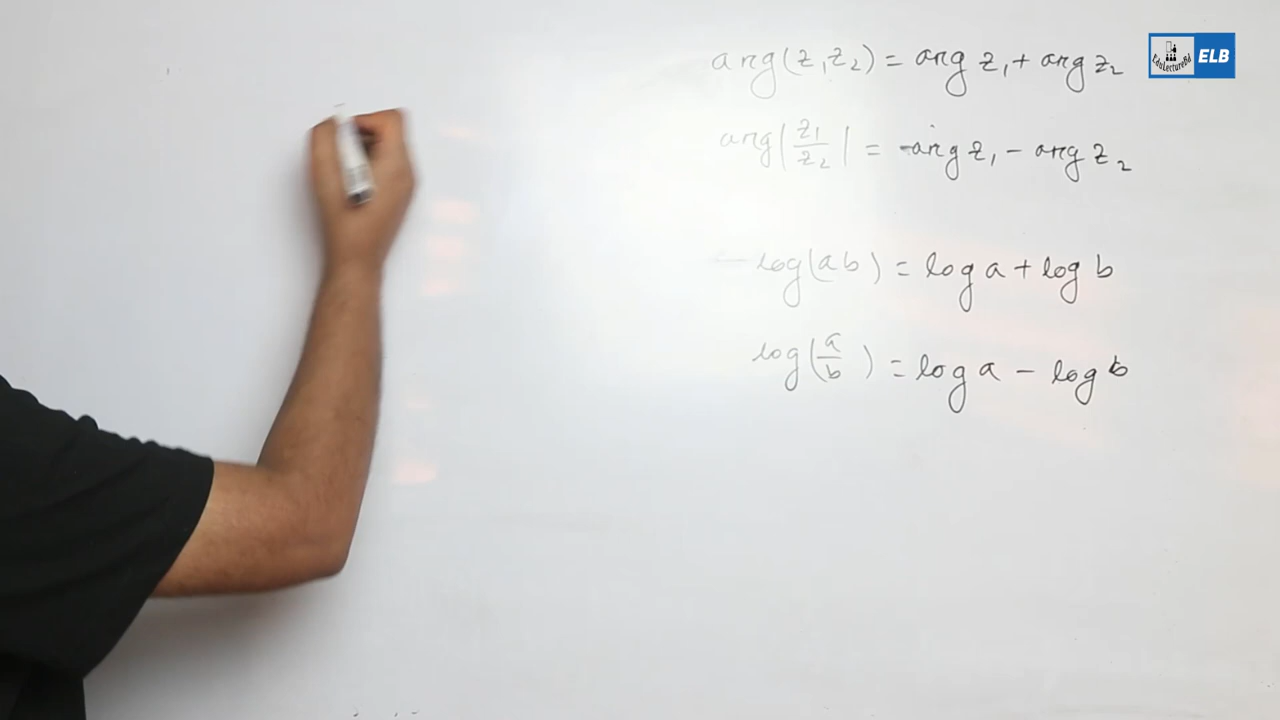 arg(z₁z₂) = arg z₁ + arg z₂
arg|z₁/z₂| = arg z₁ - arg z₂
log(ab) = log a + log b
log(a/b) = log a - log b
EduLectureBd ELB